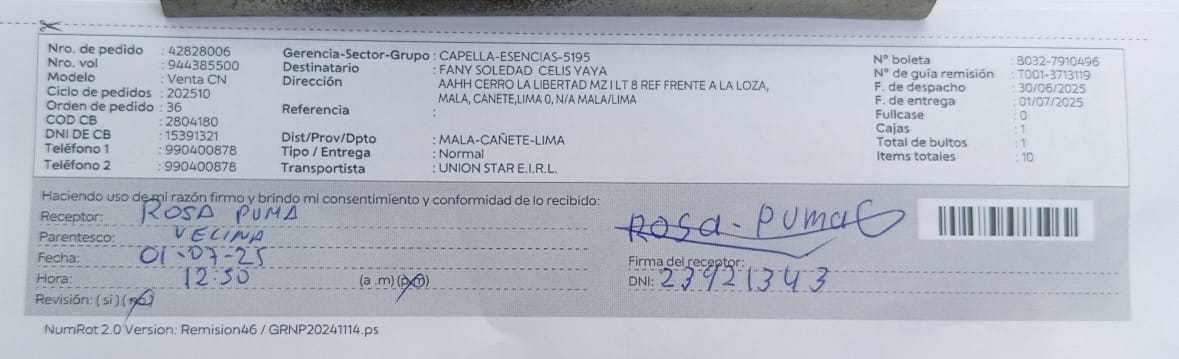 Nro. de pedido : 42828006
Nro. vol : 944385500
Modelo : Venta CN
Ciclo de pedidos : 202510
Orden de pedido : 36
COD CB : 2804180
DNI DE CB : 15391321
Teléfono 1 : 990400878
Teléfono 2 : 990400878
Gerencia-Sector-Grupo : CAPELLA-ESENCIAS-5195
Destinatario : FANY SOLEDAD CELIS YAYA
Dirección AAHH CERRO LA LIBERTAD MZ I LT 8 REF FRENTE A LA LOZA,
MALA, CANETE,LIMA 0, N/A MALA/LIMA
Referencia :
Dist/Prov/Dpto : MALA-CAÑETE-LIMA
Tipo / Entrega : Normal
Transportista : UNION STAR E.I.R.L.
N° boleta : B032-7910496
N° de guía remisión : T001-3713119
F. de despacho : 30/06/2025
F. de entrega : 01/07/2025
Fullcase : 0
Cajas : 1
Total de bultos : 1
Items totales : 10
Haciendo uso de mi razón firmo y brindo mi consentimiento y conformidad de lo recibido:
Receptor: ROSA PUMA
Parentesco: VECINA
Fecha: 01-07-25
Hora: 12:50 (a .m) (p.m)
Revisión: ( si ) (no)
Rosa-Puma
Firma del receptor:
DNI: 23921343
NumRot 2.0 Version: Remision46 / GRNP20241114.ps